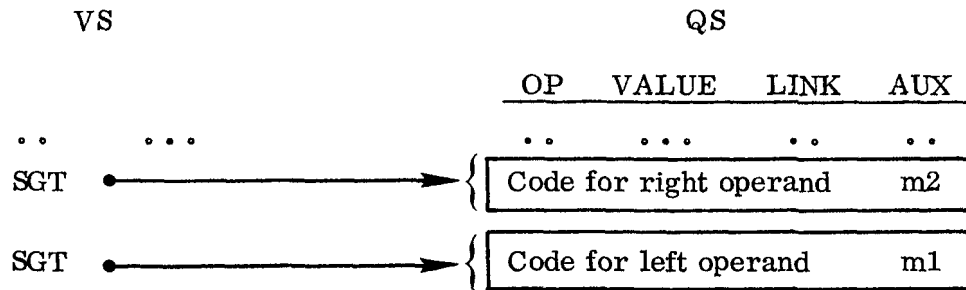 VS QS
OP VALUE LINK AUX
.. ... .. ... .. ..
SGT Code for right operand m2
SGT Code for left operand m1